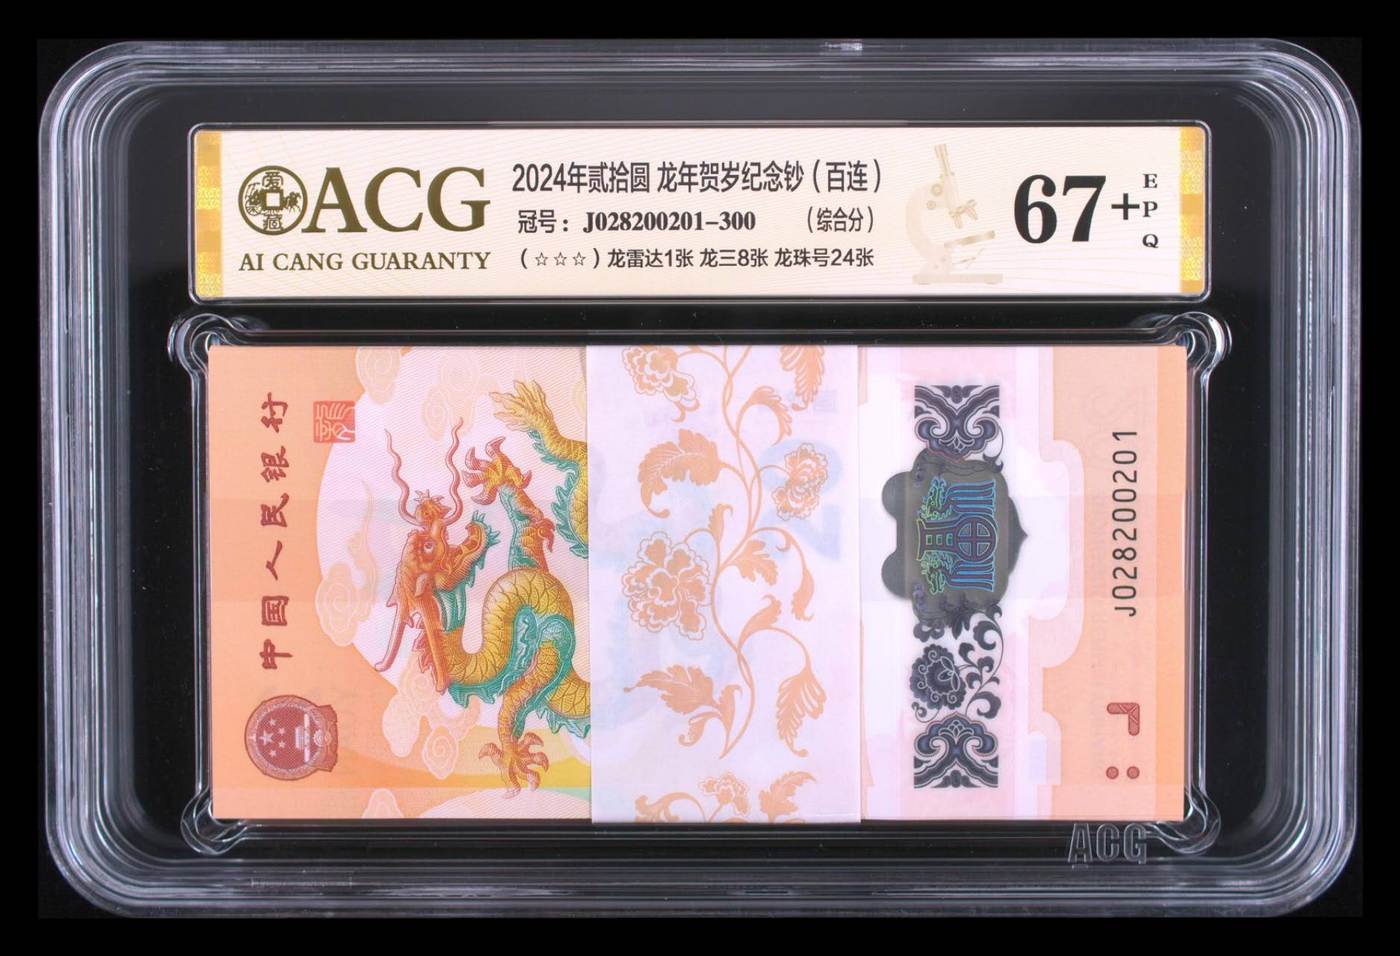 ACG
AI CANG GUARANTY
2024年贰拾圆 龙年贺岁纪念钞（百连）
冠号：J028200201-300 （综合分）
（☆☆☆）龙雷达1张 龙三8张 龙珠号24张
67+
EPQ
中国人民银行
J028200201
ACG